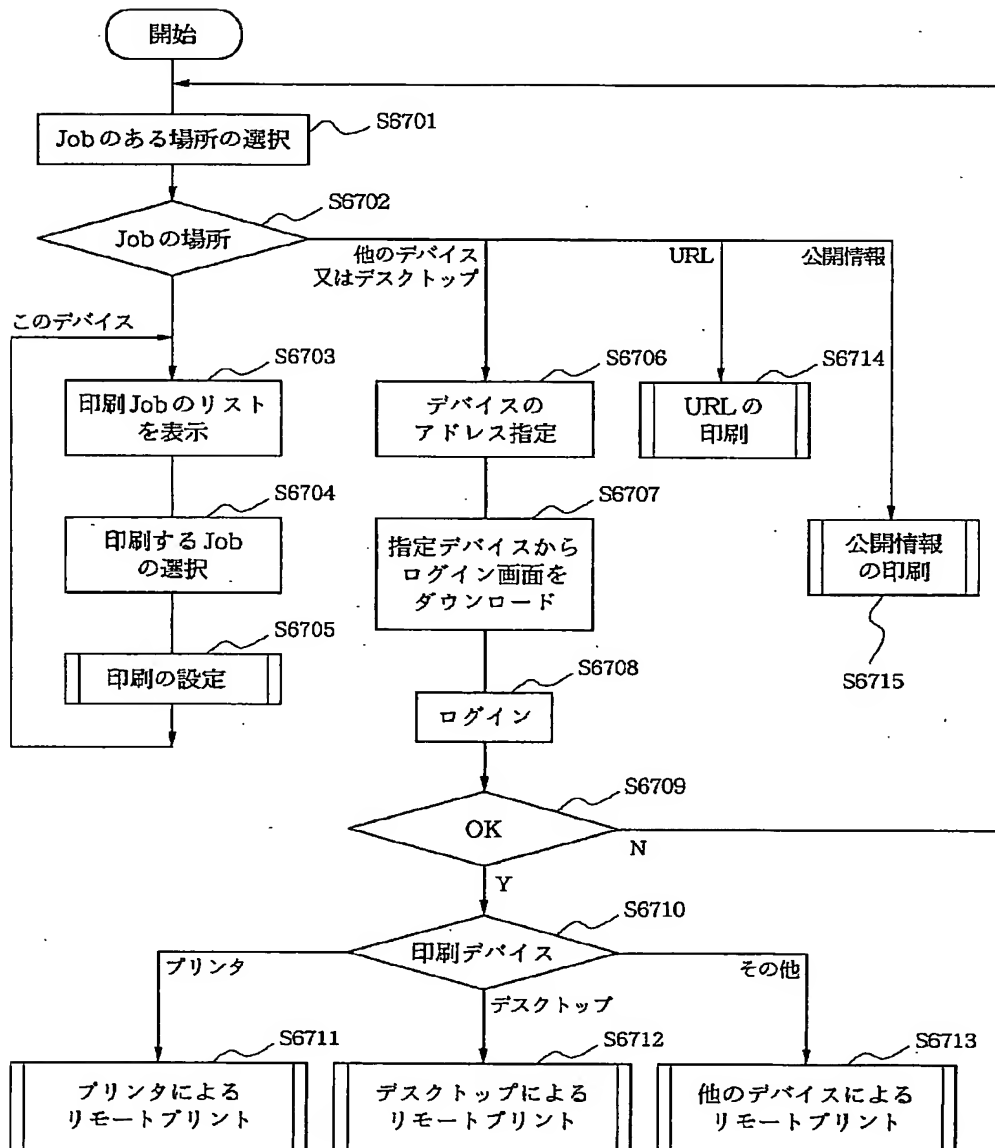 開始
Jobのある場所の選択
S6701
S6702
Jobの場所
他のデバイス
又はデスクトップ
URL
公開情報
このデバイス
S6703
印刷Jobのリスト
を表示
S6706
デバイスの
アドレス指定
S6714
URLの
印刷
S6704
印刷するJob
の選択
S6707
指定デバイスから
ログイン画面を
ダウンロード
公開情報
の印刷
S6715
S6705
印刷の設定
S6708
ログイン
S6709
OK
N
Y
S6710
印刷デバイス
プリンタ
デスクトップ
その他
S6711
プリンタによる
リモートプリント
S6712
デスクトップによる
リモートプリント
S6713
他のデバイスによる
リモートプリント